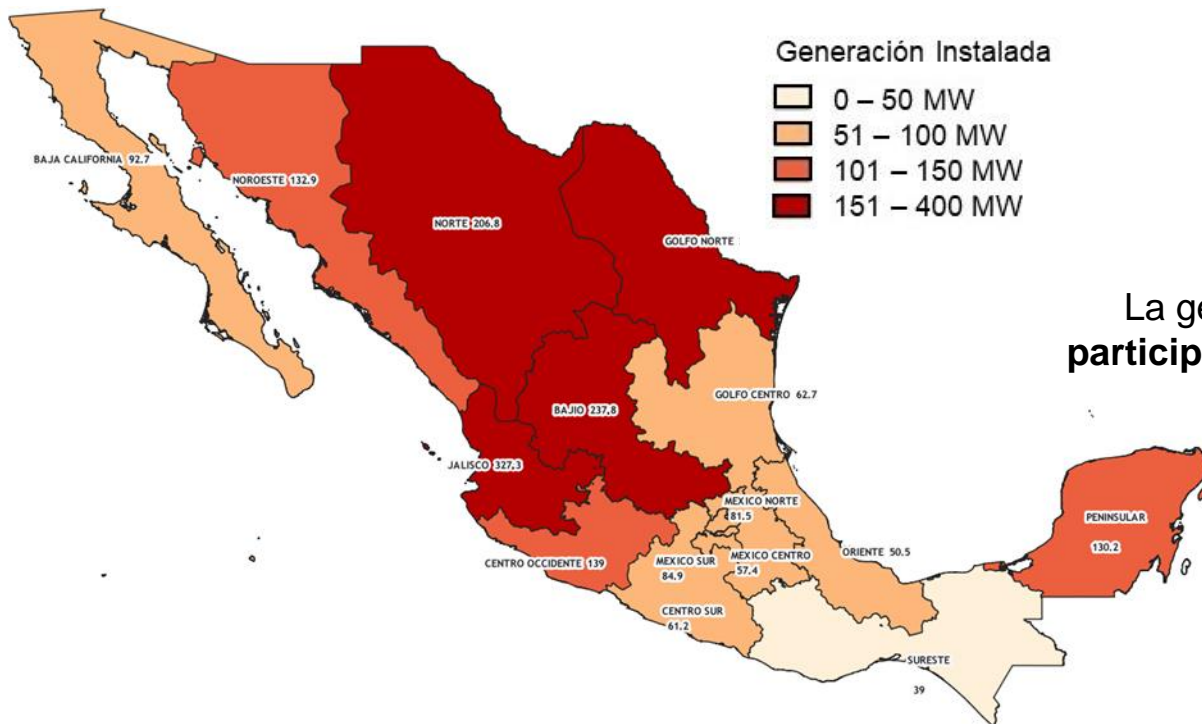 Generación Instalada
0 – 50 MW
51 – 100 MW
101 – 150 MW
151 – 400 MW
BAJA CALIFORNIA 92.7
NOROESTE 132.9
NORTE 206.8
GOLFO NORTE
La ge
particip
GOLFO CENTRO 62.7
BAJIO 237,8
JALISCO 327,3
MEXICO NORTE
81.5
CENTRO OCCIDENTE 139
MEXICO SUR
84.9
MEXICO CENTRO
57.4
ORIENTE 50.5
PENINSULAR
130.2
CENTRO SUR
61.2
SURESTE
39